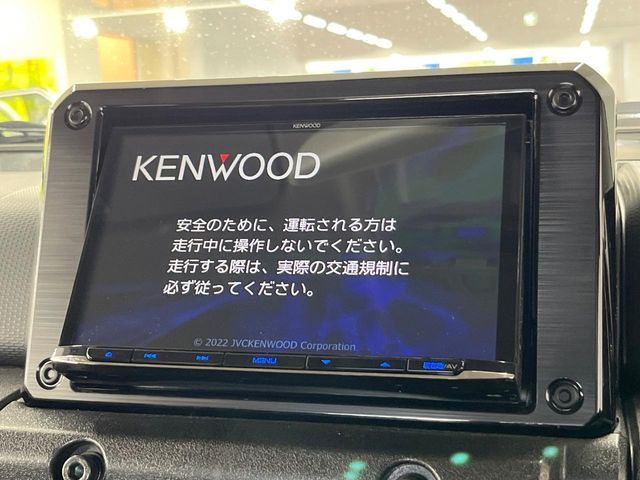 KENWOOD
KENWOOD
安全のために、運転される方は
走行中に操作しないでください。
走行する際は、実際の交通規制に
必ず従ってください。
© 2022 JVCKENWOOD Corporation
MENU
/AV